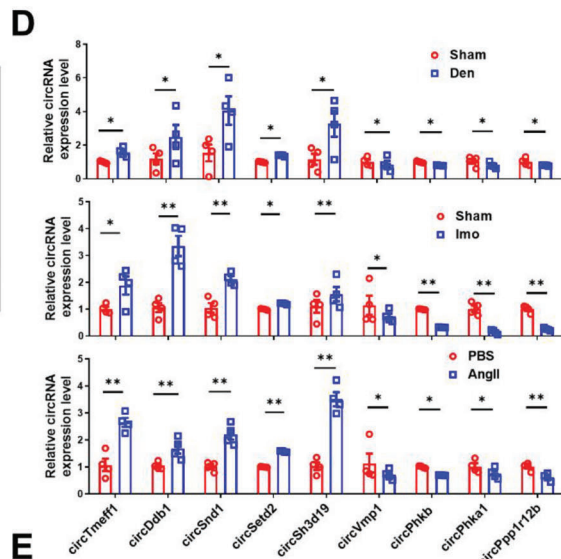 D
Relative circRNA
expression level
8
6
4
2
0
* * * * * * * * *
Sham
Den
Relative circRNA
expression level
5
4
3
2
1
0
* ** ** * ** * ** ** **
Sham
Imo
Relative circRNA
expression level
5
4
3
2
1
0
** ** ** ** ** * * * **
PBS
AngII
circTmeff1
circDdb1
circSnd1
circSetd2
circSh3d19
circVmp1
circPhkb
circPhka1
circPpp1r12b
E